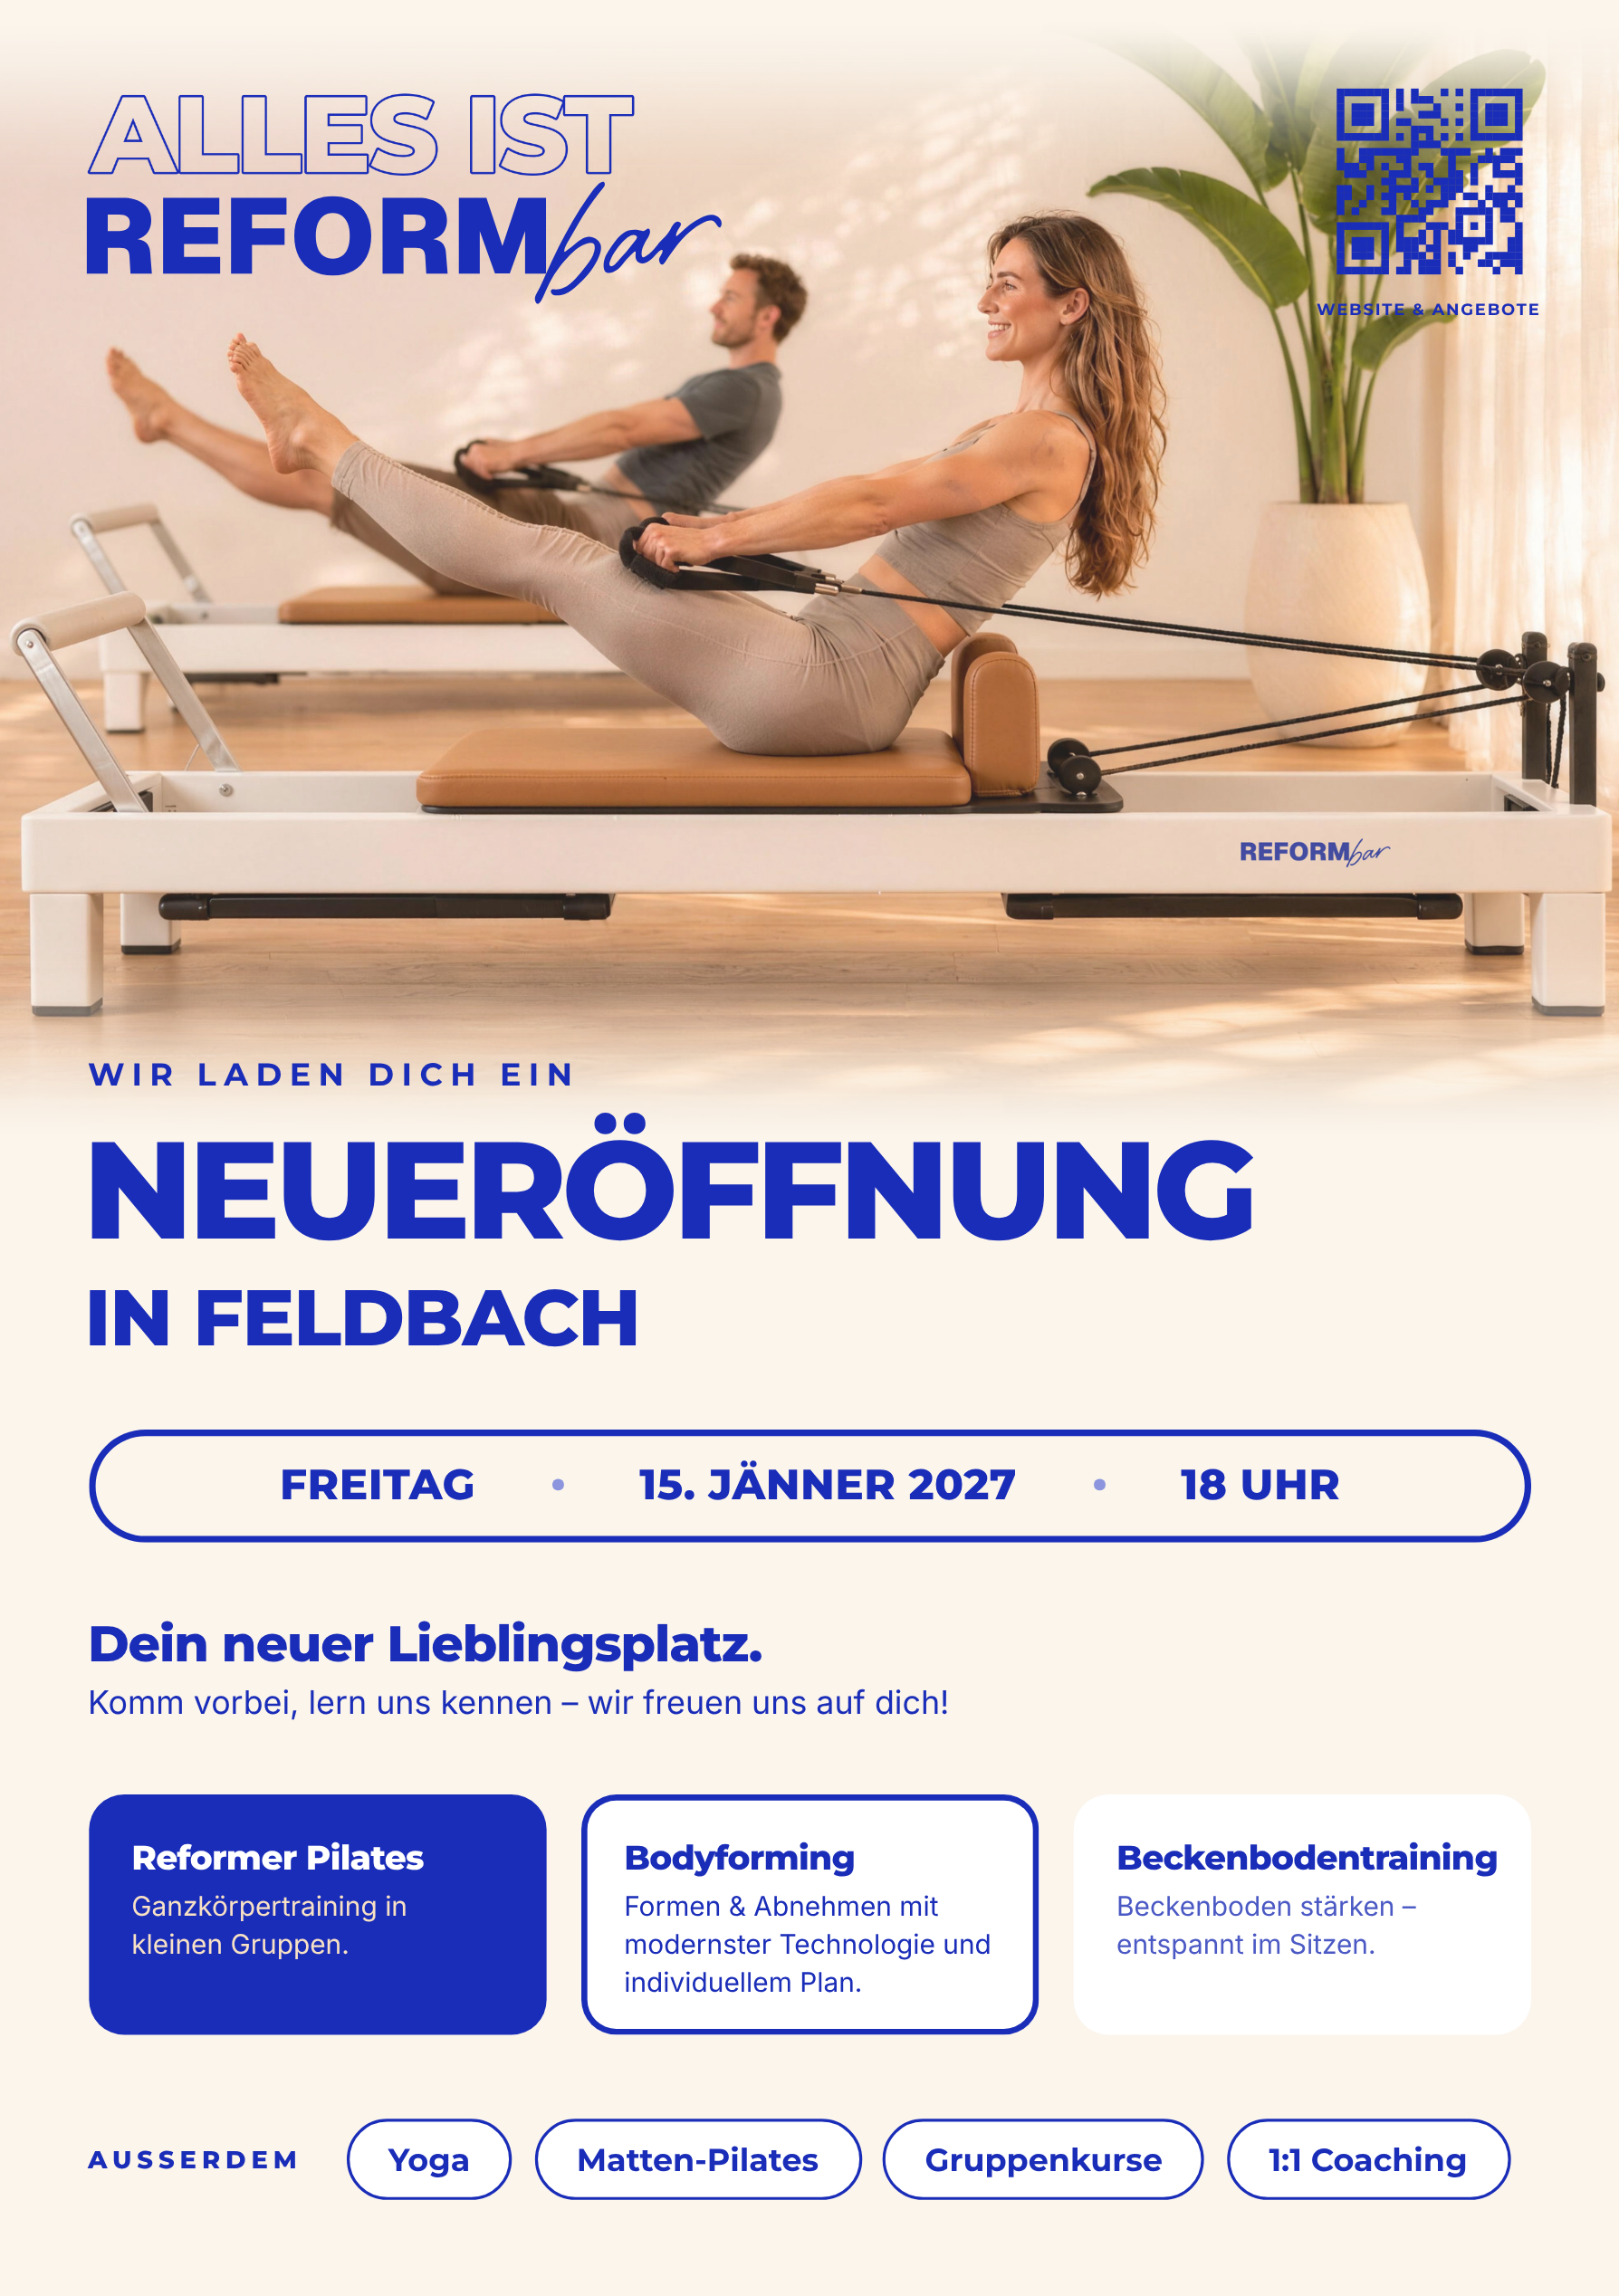 ALLES IST
REFORMbar
WEBSITE & ANGEBOTE
REFORMbar
WIR LADEN DICH EIN
NEUERÖFFNUNG
IN FELDBACH
FREITAG • 15. JÄNNER 2027 • 18 UHR
Dein neuer Lieblingsplatz.
Komm vorbei, lern uns kennen – wir freuen uns auf dich!
Reformer Pilates
Ganzkörpertraining in
kleinen Gruppen.
Bodyforming
Formen & Abnehmen mit
modernster Technologie und
individuellem Plan.
Beckenbodentraining
Beckenboden stärken –
entspannt im Sitzen.
AUSSERDEM Yoga Matten-Pilates Gruppenkurse 1:1 Coaching